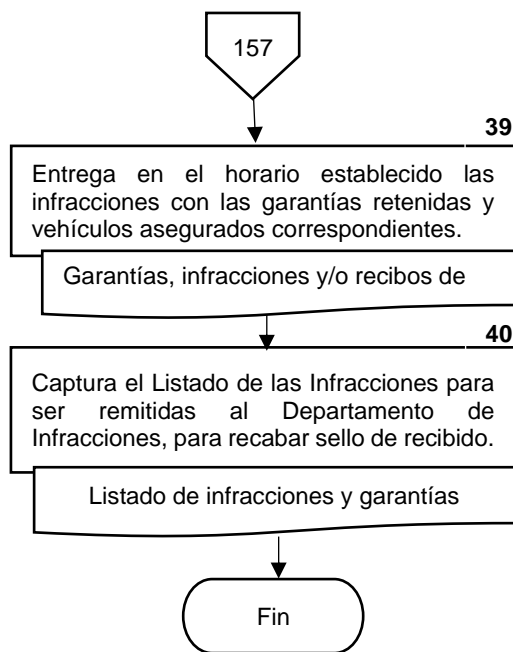 157
39
Entrega en el horario establecido las
infracciones con las garantías retenidas y
vehículos asegurados correspondientes.
Garantías, infracciones y/o recibos de
40
Captura el Listado de las Infracciones para
ser remitidas al Departamento de
Infracciones, para recabar sello de recibido.
Listado de infracciones y garantías
Fin